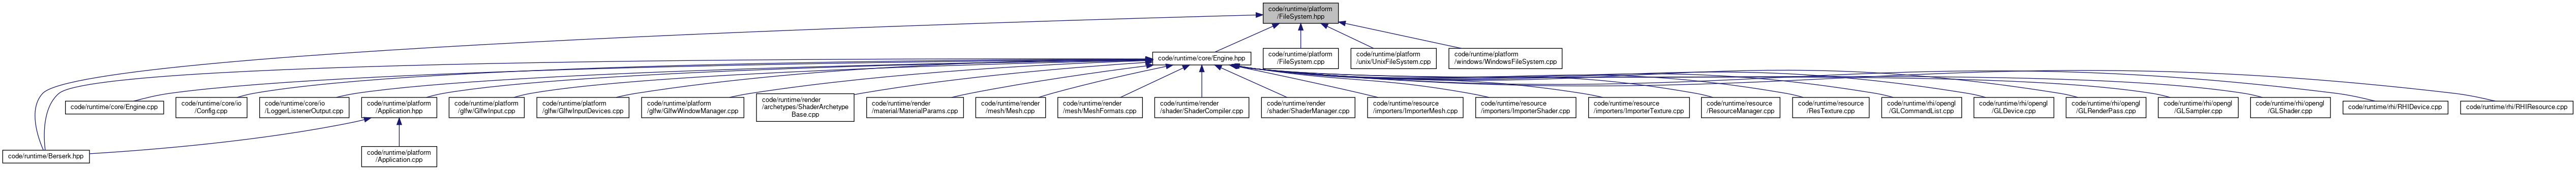 code/runtime/platform
/FileSystem.hpp
code/runtime/core/Engine.hpp
code/runtime/platform
/FileSystem.cpp
code/runtime/platform
/unix/UnixFileSystem.cpp
code/runtime/platform
/windows/WindowsFileSystem.cpp
code/runtime/core/Engine.cpp
code/runtime/core/io
/Config.cpp
code/runtime/core/io
/LoggerListenerOutput.cpp
code/runtime/platform
/Application.hpp
code/runtime/platform
/glfw/GlfwInput.cpp
code/runtime/platform
/glfw/GlfwInputDevices.cpp
code/runtime/platform
/glfw/GlfwWindowManager.cpp
code/runtime/render
/archetypes/ShaderArchetype
Base.cpp
code/runtime/render
/material/MaterialParams.cpp
code/runtime/render
/mesh/Mesh.cpp
code/runtime/render
/mesh/MeshFormats.cpp
code/runtime/render
/shader/ShaderCompiler.cpp
code/runtime/render
/shader/ShaderManager.cpp
code/runtime/resource
/importers/ImporterMesh.cpp
code/runtime/resource
/importers/ImporterShader.cpp
code/runtime/resource
/importers/ImporterTexture.cpp
code/runtime/resource
/ResourceManager.cpp
code/runtime/resource
/ResTexture.cpp
code/runtime/rhi/opengl
/GLCommandList.cpp
code/runtime/rhi/opengl
/GLDevice.cpp
code/runtime/rhi/opengl
/GLRenderPass.cpp
code/runtime/rhi/opengl
/GLSampler.cpp
code/runtime/rhi/opengl
/GLShader.cpp
code/runtime/rhi/RHIDevice.cpp
code/runtime/rhi/RHIResource.cpp
code/runtime/Berserk.hpp
code/runtime/platform
/Application.cpp